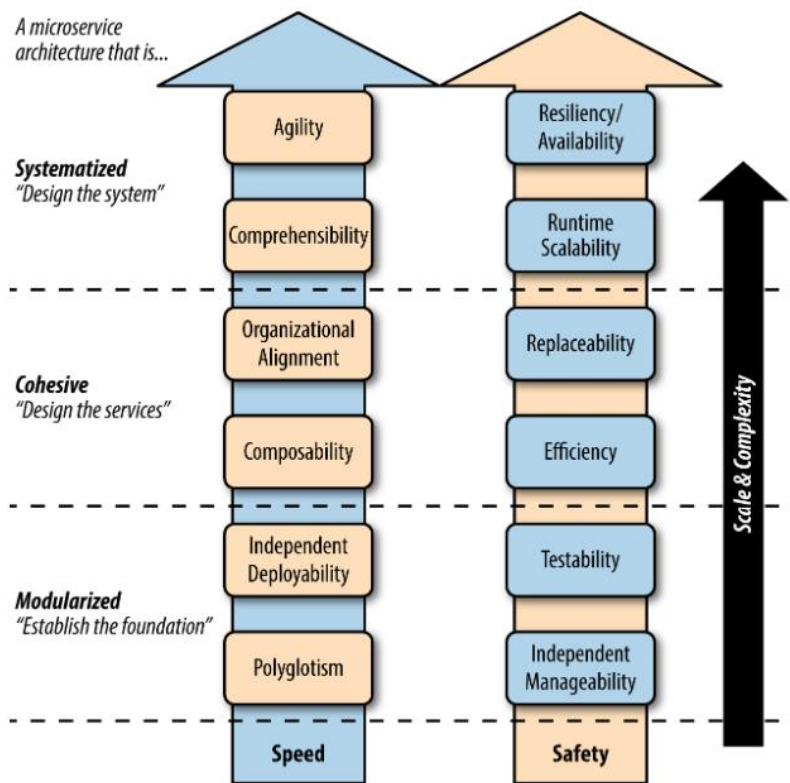 A microservice
architecture that is...
Agility
Resiliency/
Availability
Systematized
“Design the system”
Comprehensibility
Runtime
Scalability
Organizational
Alignment
Replaceability
Cohesive
“Design the services”
Composability
Efficiency
Independent
Deployability
Testability
Modularized
“Establish the foundation”
Polyglotism
Independent
Manageability
Speed
Safety
Scale & Complexity